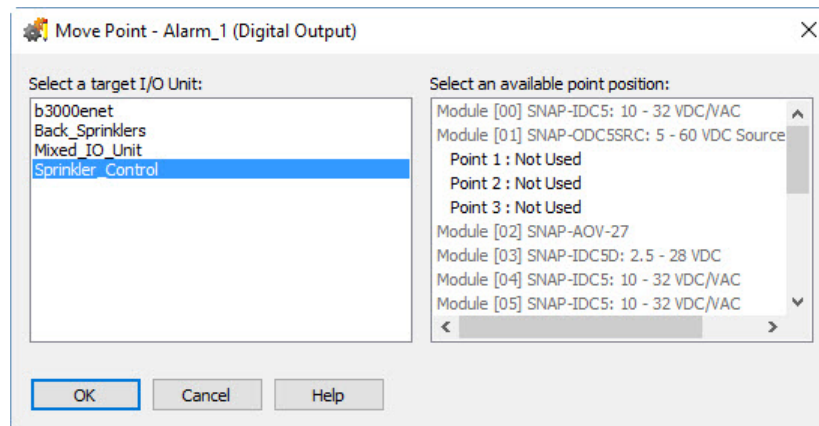 Move Point - Alarm_1 (Digital Output)
Select a target I/O Unit:
b3000enet
Back_Sprinklers
Mixed_IO_Unit
Sprinkler_Control
Select an available point position:
Module [00] SNAP-IDC5: 10 - 32 VDC/VAC
Module [01] SNAP-ODC5SRC: 5 - 60 VDC Source
Point 1 : Not Used
Point 2 : Not Used
Point 3 : Not Used
Module [02] SNAP-AOV-27
Module [03] SNAP-IDC5D: 2.5 - 28 VDC
Module [04] SNAP-IDC5: 10 - 32 VDC/VAC
Module [05] SNAP-IDC5: 10 - 32 VDC/VAC
OK
Cancel
Help